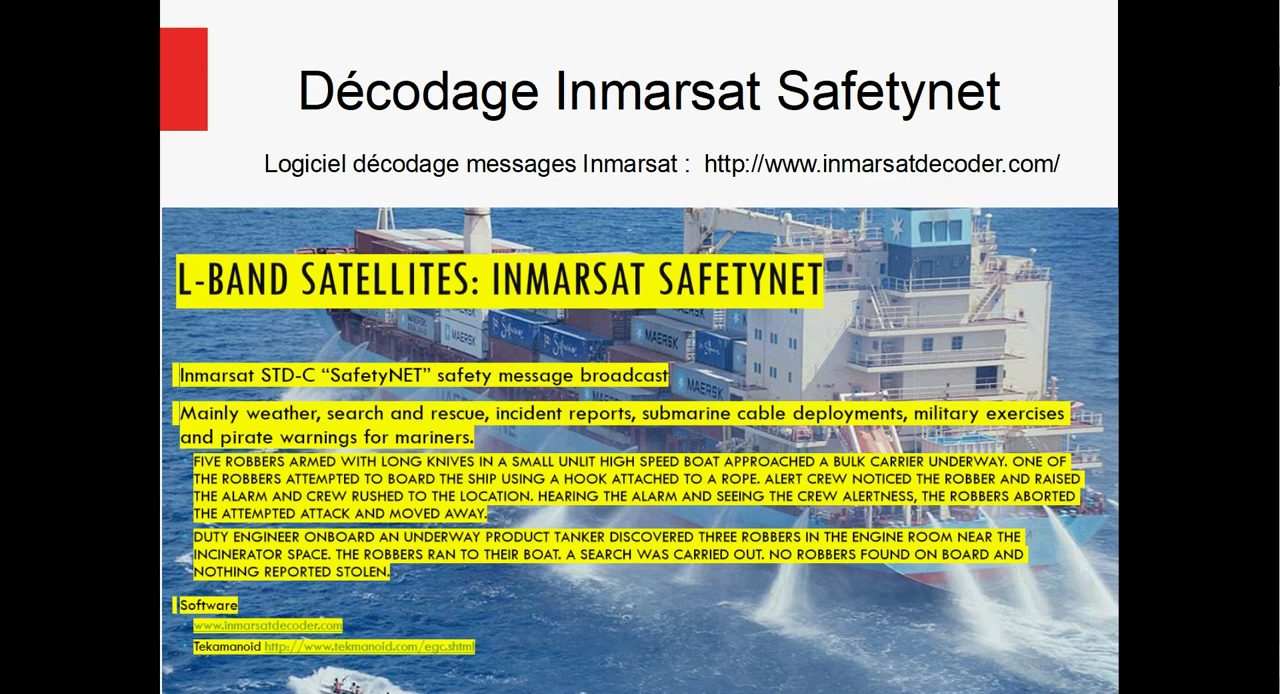 Décodage Inmarsat Safetynet
Logiciel décodage messages Inmarsat : http://www.inmarsatdecoder.com/
L-BAND SATELLITES: INMARSAT SAFETYNET
Inmarsat STD-C “SafetyNET” safety message broadcast
Mainly weather, search and rescue, incident reports, submarine cable deployments, military exercises
and pirate warnings for mariners.
FIVE ROBBERS ARMED WITH LONG KNIVES IN A SMALL UNLIT HIGH SPEED BOAT APPROACHED A BULK CARRIER UNDERWAY. ONE OF
THE ROBBERS ATTEMPTED TO BOARD THE SHIP USING A HOOK ATTACHED TO A ROPE. ALERT CREW NOTICED THE ROBBER AND RAISED
THE ALARM AND CREW RUSHED TO THE LOCATION. HEARING THE ALARM AND SEEING THE CREW ALERTNESS, THE ROBBERS ABORTED
THE ATTEMPTED ATTACK AND MOVED AWAY.
DUTY ENGINEER ONBOARD AN UNDERWAY PRODUCT TANKER DISCOVERED THREE ROBBERS IN THE ENGINE ROOM NEAR THE
INCINERATOR SPACE. THE ROBBERS RAN TO THEIR BOAT. A SEARCH WAS CARRIED OUT. NO ROBBERS FOUND ON BOARD AND
NOTHING REPORTED STOLEN.
Software
www.inmarsatdecoder.com
Tekamanoid http://www.tekmanoid.com/egc.shtml
MAERSK
MAERSK
MAERSK
MAERSK